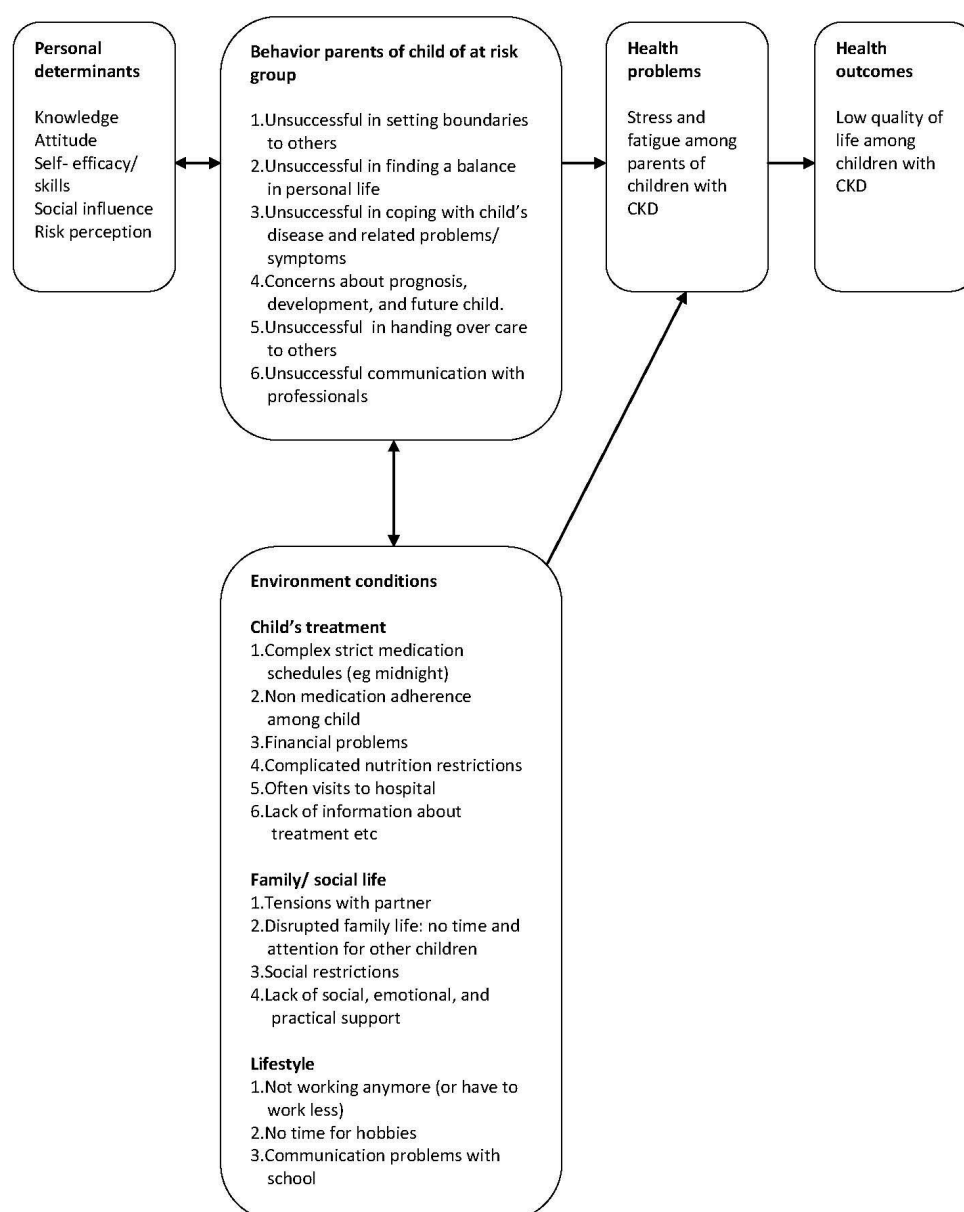 Personal
determinants
Knowledge
Attitude
Self- efficacy/
skills
Social influence
Risk perception
Behavior parents of child of at risk
group
1.Unsuccessful in setting boundaries
to others
2.Unsuccessful in finding a balance
in personal life
3.Unsuccessful in coping with child’s
disease and related problems/
symptoms
4.Concerns about prognosis,
development, and future child.
5.Unsuccessful in handing over care
to others
6.Unsuccessful communication with
professionals
Health
problems
Stress and
fatigue among
parents of
children with
CKD
Health
outcomes
Low quality of
life among
children with
CKD
Environment conditions
Child’s treatment
1.Complex strict medication
schedules (eg midnight)
2.Non medication adherence
among child
3.Financial problems
4.Complicated nutrition restrictions
5.Often visits to hospital
6.Lack of information about
treatment etc
Family/ social life
1.Tensions with partner
2.Disrupted family life: no time and
attention for other children
3.Social restrictions
4.Lack of social, emotional, and
practical support
Lifestyle
1.Not working anymore (or have to
work less)
2.No time for hobbies
3.Communication problems with
school